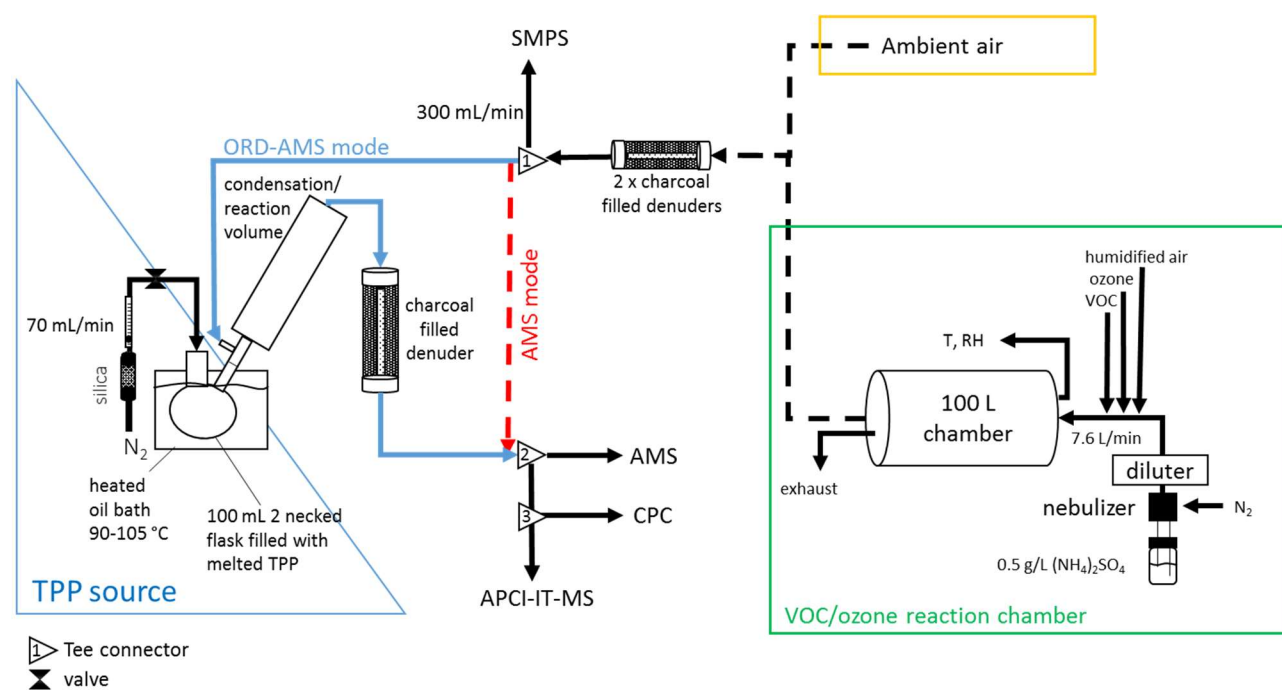 SMPS
Ambient air
300 mL/min
ORD-AMS mode
1
condensation/
reaction
volume
2 x charcoal
filled denuders
humidified air
ozone
VOC
70 mL/min
charcoal
filled
denuder
AMS mode
T, RH
silica
100 L
chamber
7.6 L/min
N₂
2
AMS
diluter
exhaust
heated
oil bath
90-105 °C
100 mL 2 necked
flask filled with
melted TPP
3
CPC
nebulizer
N₂
0.5 g/L (NH₄)₂SO₄
TPP source
APCI-IT-MS
VOC/ozone reaction chamber
1 Tee connector
valve